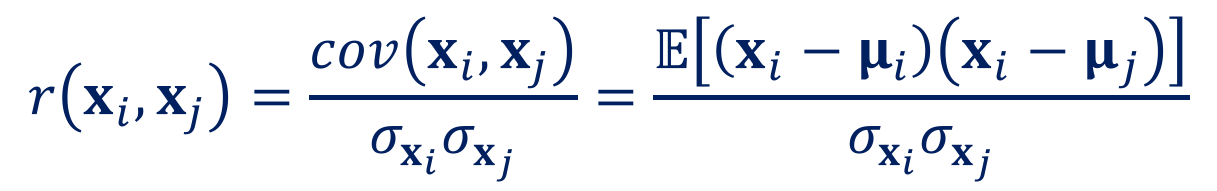 r(𝐱ᵢ, 𝐱ⱼ) = cov(𝐱ᵢ, 𝐱ⱼ) / σ_𝐱ᵢ σ_𝐱ⱼ = 𝔼[(𝐱ᵢ − 𝛍ᵢ)(𝐱ᵢ − 𝛍ⱼ)] / σ_𝐱ᵢ σ_𝐱ⱼ